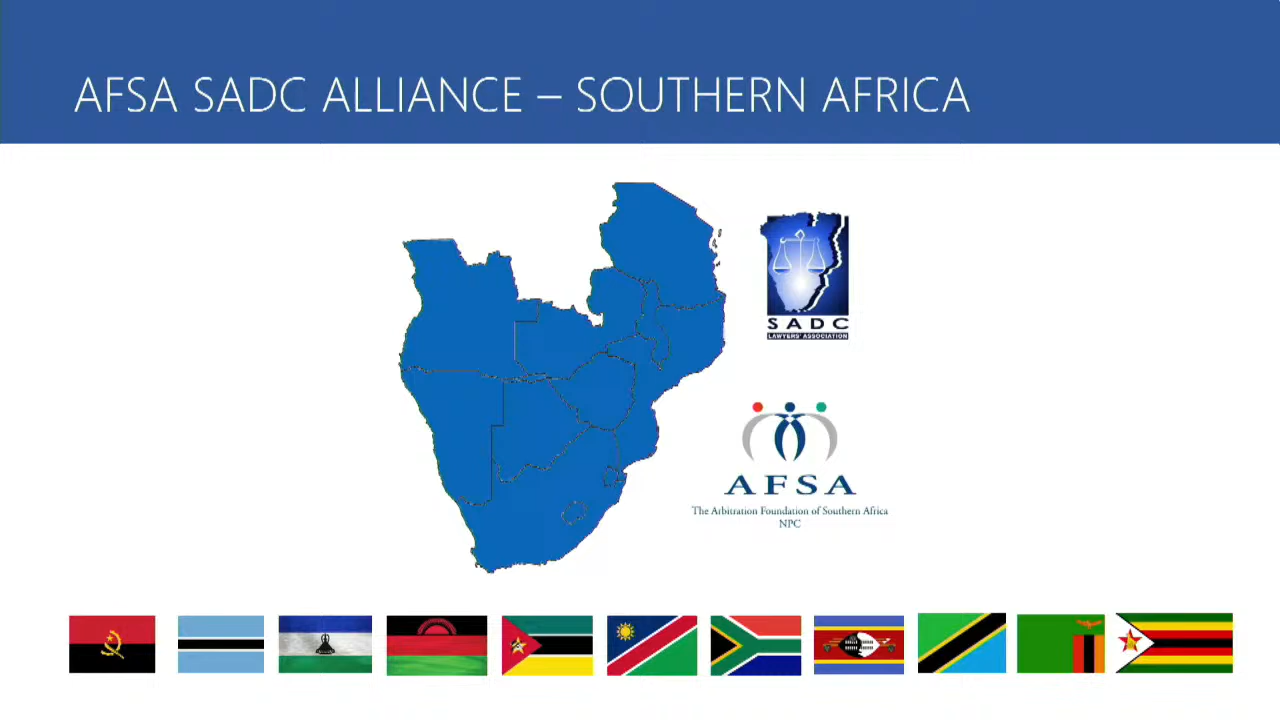 AFSA SADC ALLIANCE – SOUTHERN AFRICA
SADC
LAWYERS' ASSOCIATION
AFSA
The Arbitration Foundation of Southern Africa
NPC